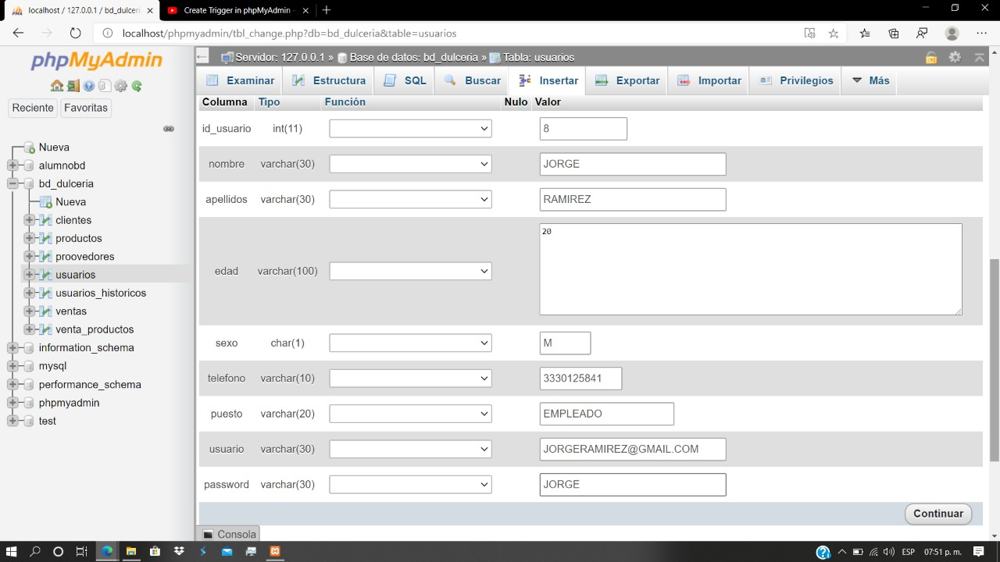 localhost / 127.0.0.1 / bd_dulceri
Create Trigger in phpMyAdmin -
localhost/phpmyadmin/tbl_change.php?db=bd_dulceria&table=usuarios
phpMyAdmin
Reciente
Favoritas
Nueva
alumnobd
bd_dulceria
Nueva
clientes
productos
proovedores
usuarios
usuarios_historicos
ventas
venta_productos
information_schema
mysql
performance_schema
phpmyadmin
test
Servidor: 127.0.0.1 » Base de datos: bd_dulceria » Tabla: usuarios
Examinar Estructura SQL Buscar Insertar Exportar Importar Privilegios Más
Columna Tipo Función Nulo Valor
id_usuario int(11) 8
nombre varchar(30) JORGE
apellidos varchar(30) RAMIREZ
edad varchar(100) 20
sexo char(1) M
telefono varchar(10) 3330125841
puesto varchar(20) EMPLEADO
usuario varchar(30) JORGERAMIREZ@GMAIL.COM
password varchar(30) JORGE
Continuar
Consola
ESP 07:51 p. m.